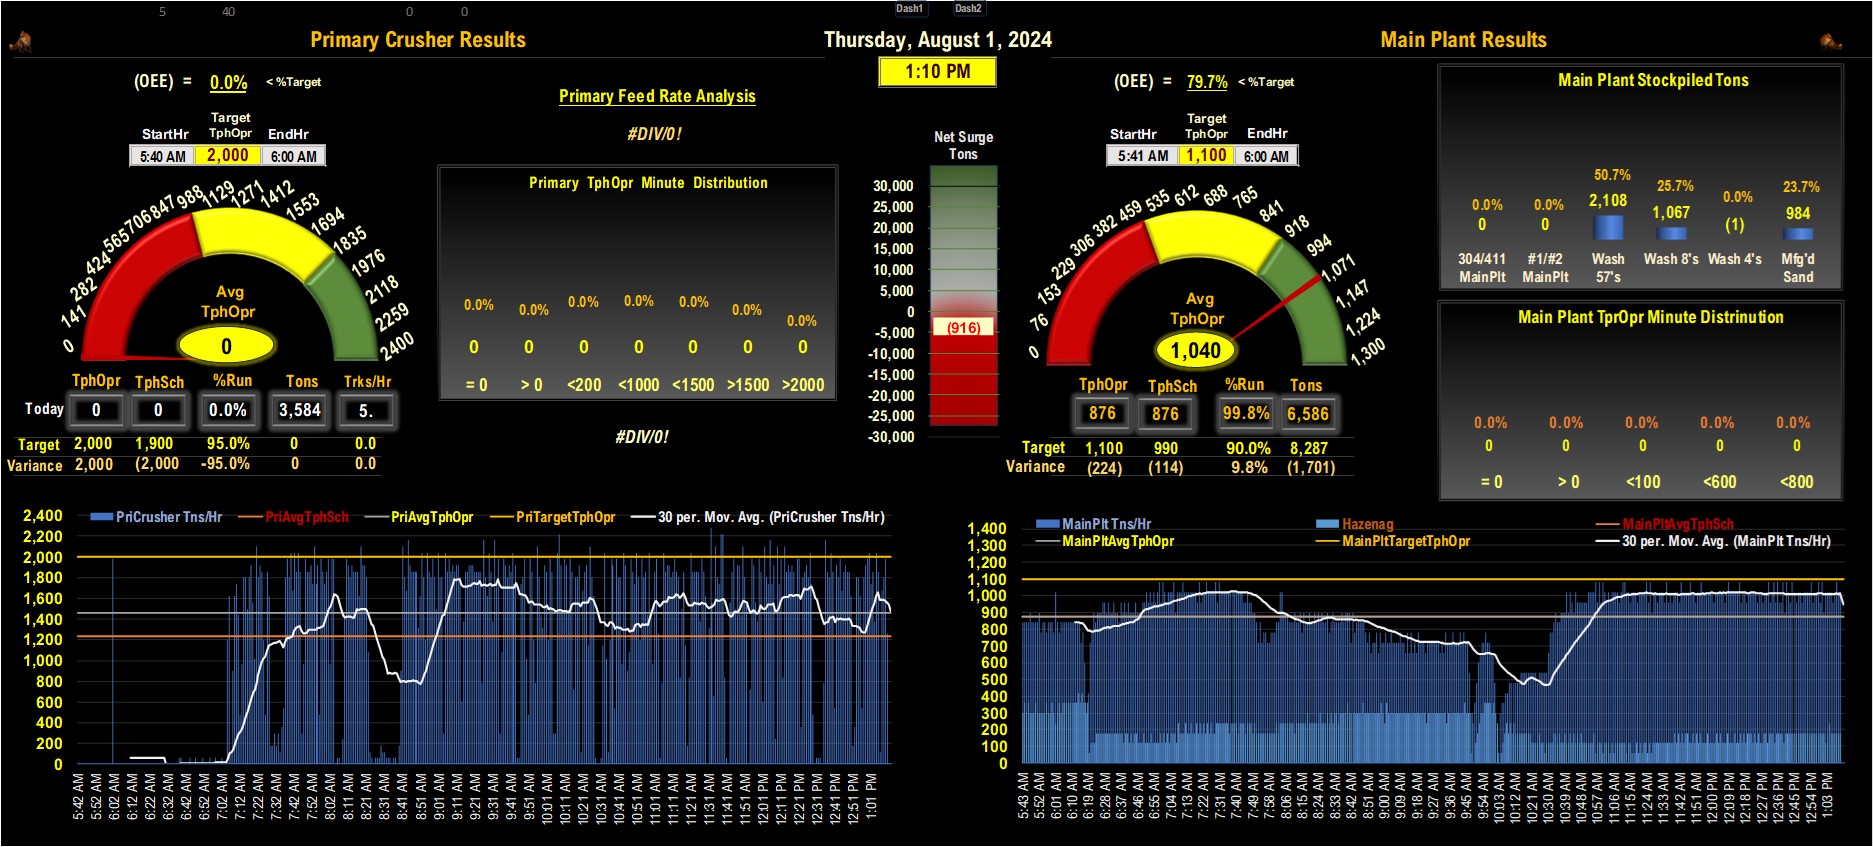 5 40 0 0 Dash1 Dash2
Primary Crusher Results
Thursday, August 1, 2024
Main Plant Results
1:10 PM
(OEE) = 0.0% < %Target
Target
StartHr TphOpr EndHr
5:40 AM 2,000 6:00 AM
0 141 282 424 565 706 847 988 1129 1271 1412 1553 1694 1835 1976 2118 2259 2400
Avg
TphOpr
0
TphOpr TphSch %Run Tons Trks/Hr
Today 0 0 0.0% 3,584 5.
Target 2,000 1,900 95.0% 0 0.0
Variance 2,000 (2,000 -95.0% 0 0.0
Primary Feed Rate Analysis
#DIV/0!
Primary TphOpr Minute Distribution
0.0% 0.0% 0.0% 0.0% 0.0% 0.0% 0.0%
0 0 0 0 0 0 0
= 0 > 0 <200 <1000 <1500 >1500 >2000
#DIV/0!
Net Surge
Tons
30,000
25,000
20,000
15,000
10,000
5,000
0
-5,000
-10,000
-15,000
-20,000
-25,000
-30,000
(916)
(OEE) = 79.7% < %Target
Target
StartHr TphOpr EndHr
5:41 AM 1,100 6:00 AM
0 76 153 229 306 382 459 535 612 688 765 841 918 994 1,071 1,147 1,224 1,300
Avg
TphOpr
1,040
TphOpr TphSch %Run Tons
876 876 99.8% 6,586
Target 1,100 990 90.0% 8,287
Variance (224) (114) 9.8% (1,701)
Main Plant Stockpiled Tons
0.0% 0.0% 50.7% 25.7% 0.0% 23.7%
0 0 2,108 1,067 (1) 984
304/411 #1/#2 Wash Wash 8's Wash 4's Mfg'd
MainPlt MainPlt 57's Sand
Main Plant TprOpr Minute Distrinution
0.0% 0.0% 0.0% 0.0% 0.0%
0 0 0 0 0
= 0 > 0 <100 <600 <800
PriCrusher Tns/Hr PriAvgTphSch PriAvgTphOpr PriTargetTphOpr 30 per. Mov. Avg. (PriCrusher Tns/Hr)
2,400
2,200
2,000
1,800
1,600
1,400
1,200
1,000
800
600
400
200
0
5:42 AM 5:52 AM 6:02 AM 6:12 AM 6:22 AM 6:32 AM 6:42 AM 6:52 AM 7:02 AM 7:12 AM 7:22 AM 7:32 AM 7:42 AM 7:52 AM 8:02 AM 8:11 AM 8:21 AM 8:31 AM 8:41 AM 8:51 AM 9:01 AM 9:11 AM 9:21 AM 9:31 AM 9:41 AM 9:51 AM 10:01 AM 10:11 AM 10:21 AM 10:31 AM 10:41 AM 10:51 AM 11:01 AM 11:11 AM 11:21 AM 11:31 AM 11:41 AM 11:51 AM 12:01 PM 12:11 PM 12:21 PM 12:31 PM 12:41 PM 12:51 PM 1:01 PM
MainPlt Tns/Hr Hazenag MainPltAvgTphSch
MainPltAvgTphOpr MainPltTargetTphOpr 30 per. Mov. Avg. (MainPlt Tns/Hr)
1,400
1,300
1,200
1,100
1,000
900
800
700
600
500
400
300
200
100
0
5:43 AM 5:52 AM 6:01 AM 6:10 AM 6:19 AM 6:28 AM 6:37 AM 6:46 AM 6:55 AM 7:04 AM 7:13 AM 7:22 AM 7:31 AM 7:40 AM 7:49 AM 7:58 AM 8:06 AM 8:15 AM 8:24 AM 8:33 AM 8:42 AM 8:51 AM 9:00 AM 9:09 AM 9:18 AM 9:27 AM 9:36 AM 9:45 AM 9:54 AM 10:03 AM 10:12 AM 10:21 AM 10:30 AM 10:39 AM 10:48 AM 10:57 AM 11:06 AM 11:15 AM 11:24 AM 11:33 AM 11:42 AM 11:51 AM 12:00 PM 12:09 PM 12:18 PM 12:27 PM 12:36 PM 12:45 PM 12:54 PM 1:03 PM